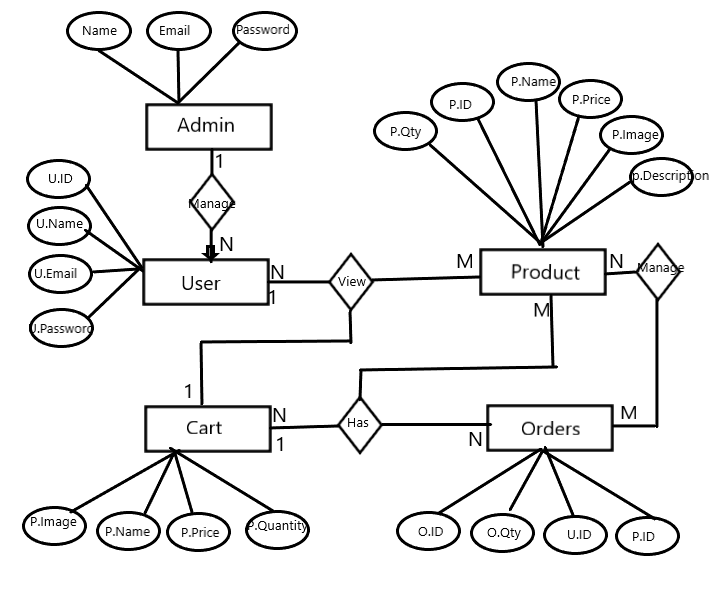 Name
Email
Password
Admin
1
Manage
N
U.ID
U.Name
U.Email
U.Password
User
N
1
View
M
P.Qty
P.ID
P.Name
P.Price
P.Image
p.Description
Product
N
Manage
M
1
Cart
N
1
Has
N
Orders
M
P.Image
P.Name
P.Price
P.Quantity
O.ID
O.Qty
U.ID
P.ID